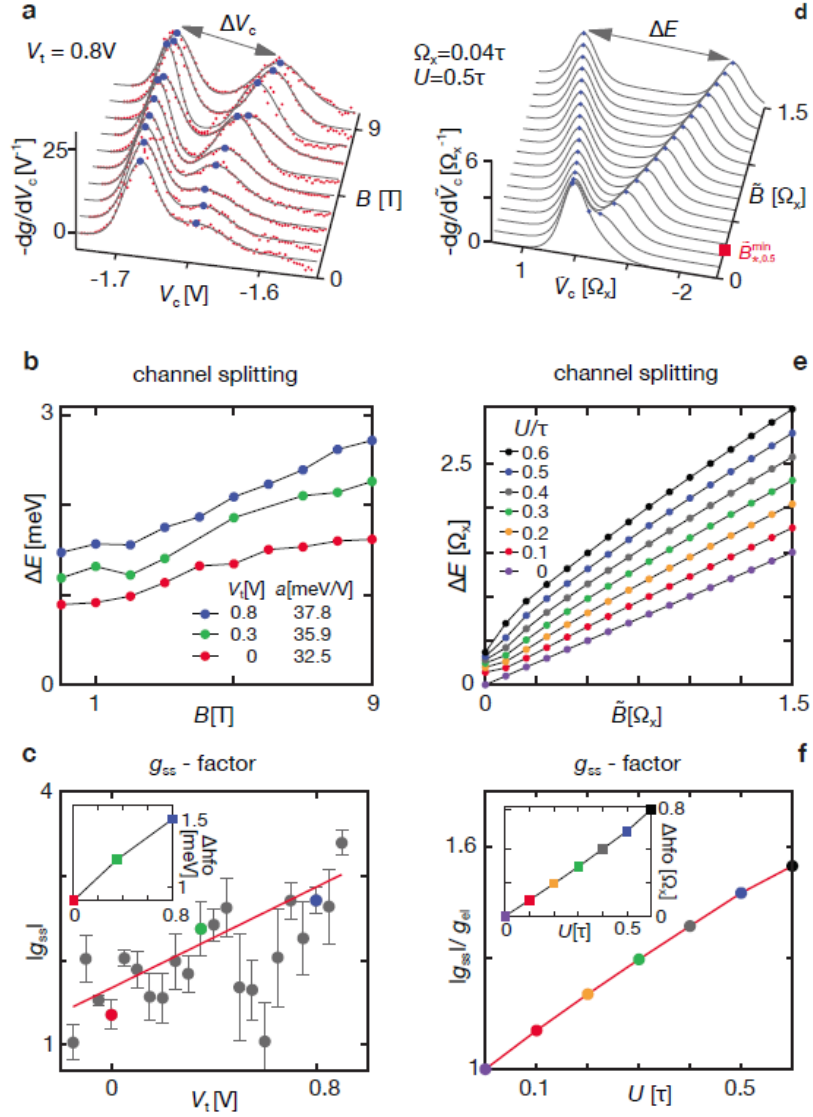 a
V_t = 0.8V
ΔV_c
-dg/dV_c [V⁻¹]
25
0
-1.7
-1.6
V_c [V]
0
9
B [T]
d
Ω_x=0.04τ
U=0.5τ
ΔE
-dg/dṼ_c [Ω_x⁻¹]
6
0
1
-2
Ṽ_c [Ω_x]
0
1.5
B̃ [Ω_x]
B̃^min_*,0.5
b
channel splitting
3
0
ΔE [meV]
V_t[V] a[meV/V]
0.8 37.8
0.3 35.9
0 32.5
1
9
B[T]
e
channel splitting
U/τ
0.6
0.5
0.4
0.3
0.2
0.1
0
2.5
0
ΔE [Ω_x]
0
1.5
B̃[Ω_x]
c
g_ss - factor
4
1
|g_ss|
1.5
1
Δhfo [meV]
0
0.8
0
0.8
V_t [V]
f
g_ss - factor
1.6
1
|g_ss|/ g_el
0.8
0
Δhfo [Ω_x]
0
0.5
U[τ]
0.1
0.5
U [τ]